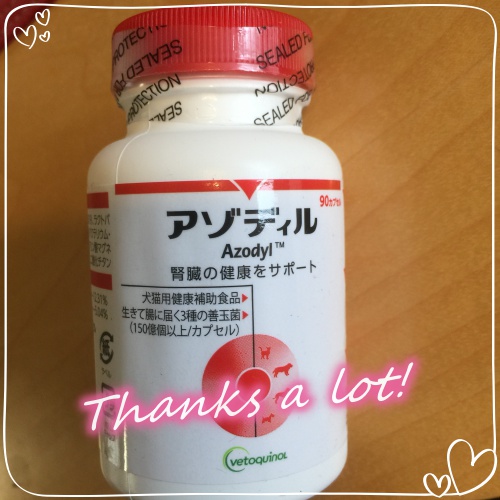 PROTECTION
SEALED FOR
PROTECTION
SEALED
90カプセル
アゾディル
Azodyl™
腎臓の健康をサポート
犬猫用健康補助食品
生きて腸に届く3種の善玉菌
(150億個以上/カプセル)
Thanks a lot!
vetoquinol